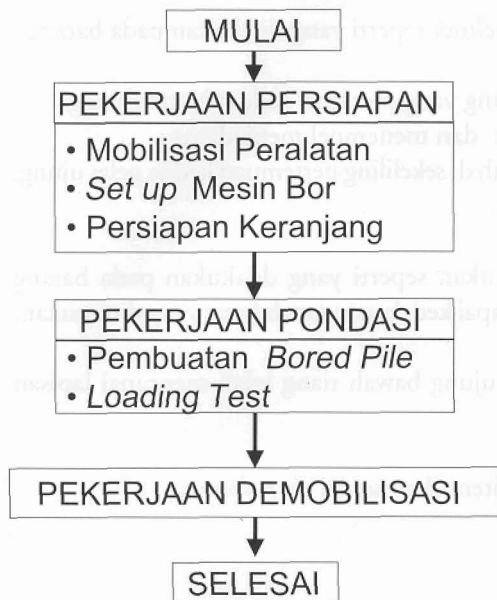 MULAI
PEKERJAAN PERSIAPAN
• Mobilisasi Peralatan
• Set up Mesin Bor
• Persiapan Keranjang
PEKERJAAN PONDASI
• Pembuatan Bored Pile
• Loading Test
PEKERJAAN DEMOBILISASI
SELESAI